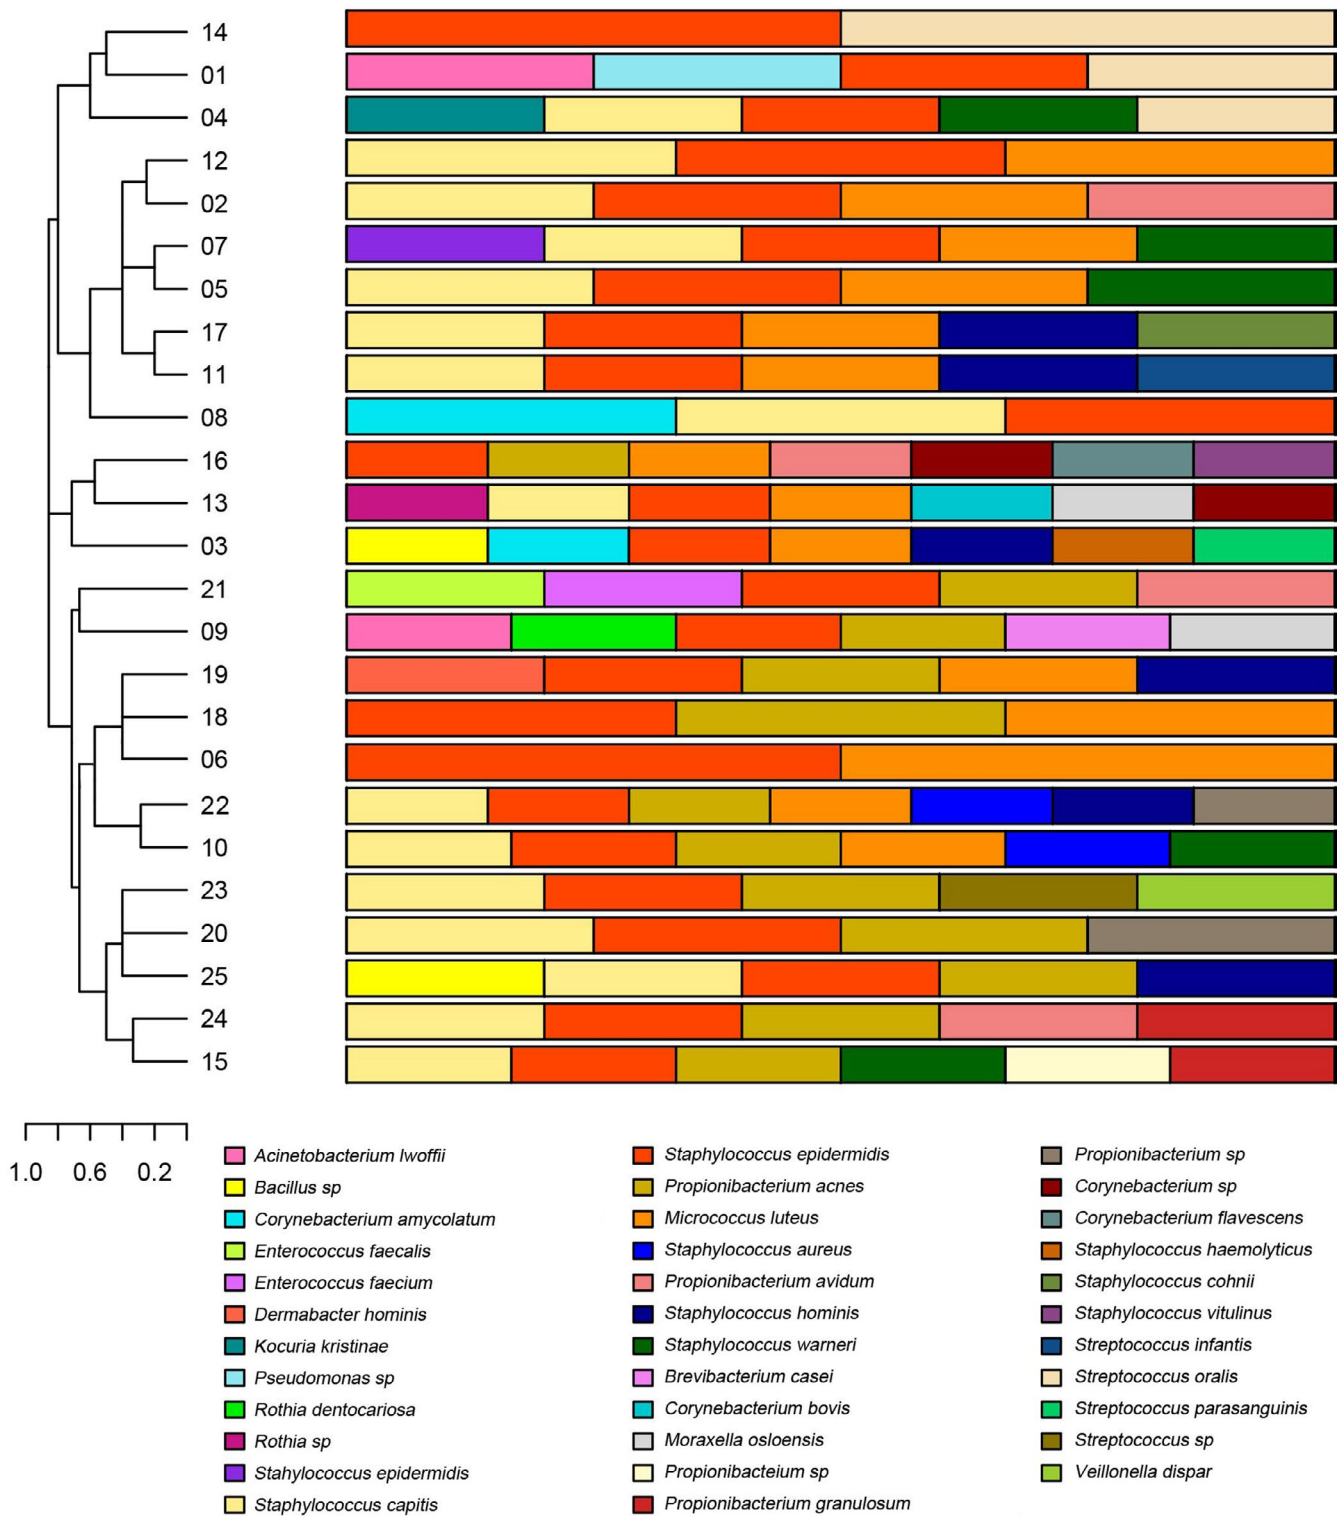 14
01
04
12
02
07
05
17
11
08
16
13
03
21
09
19
18
06
22
10
23
20
25
24
15
1.0 0.6 0.2
Acinetobacterium lwoffii
Bacillus sp
Corynebacterium amycolatum
Enterococcus faecalis
Enterococcus faecium
Dermabacter hominis
Kocuria kristinae
Pseudomonas sp
Rothia dentocariosa
Rothia sp
Stahylococcus epidermidis
Staphylococcus capitis
Staphylococcus epidermidis
Propionibacterium acnes
Micrococcus luteus
Staphylococcus aureus
Propionibacterium avidum
Staphylococcus hominis
Staphylococcus warneri
Brevibacterium casei
Corynebacterium bovis
Moraxella osloensis
Propionibacteium sp
Propionibacterium granulosum
Propionibacterium sp
Corynebacterium sp
Corynebacterium flavescens
Staphylococcus haemolyticus
Staphylococcus cohnii
Staphylococcus vitulinus
Streptococcus infantis
Streptococcus oralis
Streptococcus parasanguinis
Streptococcus sp
Veillonella dispar